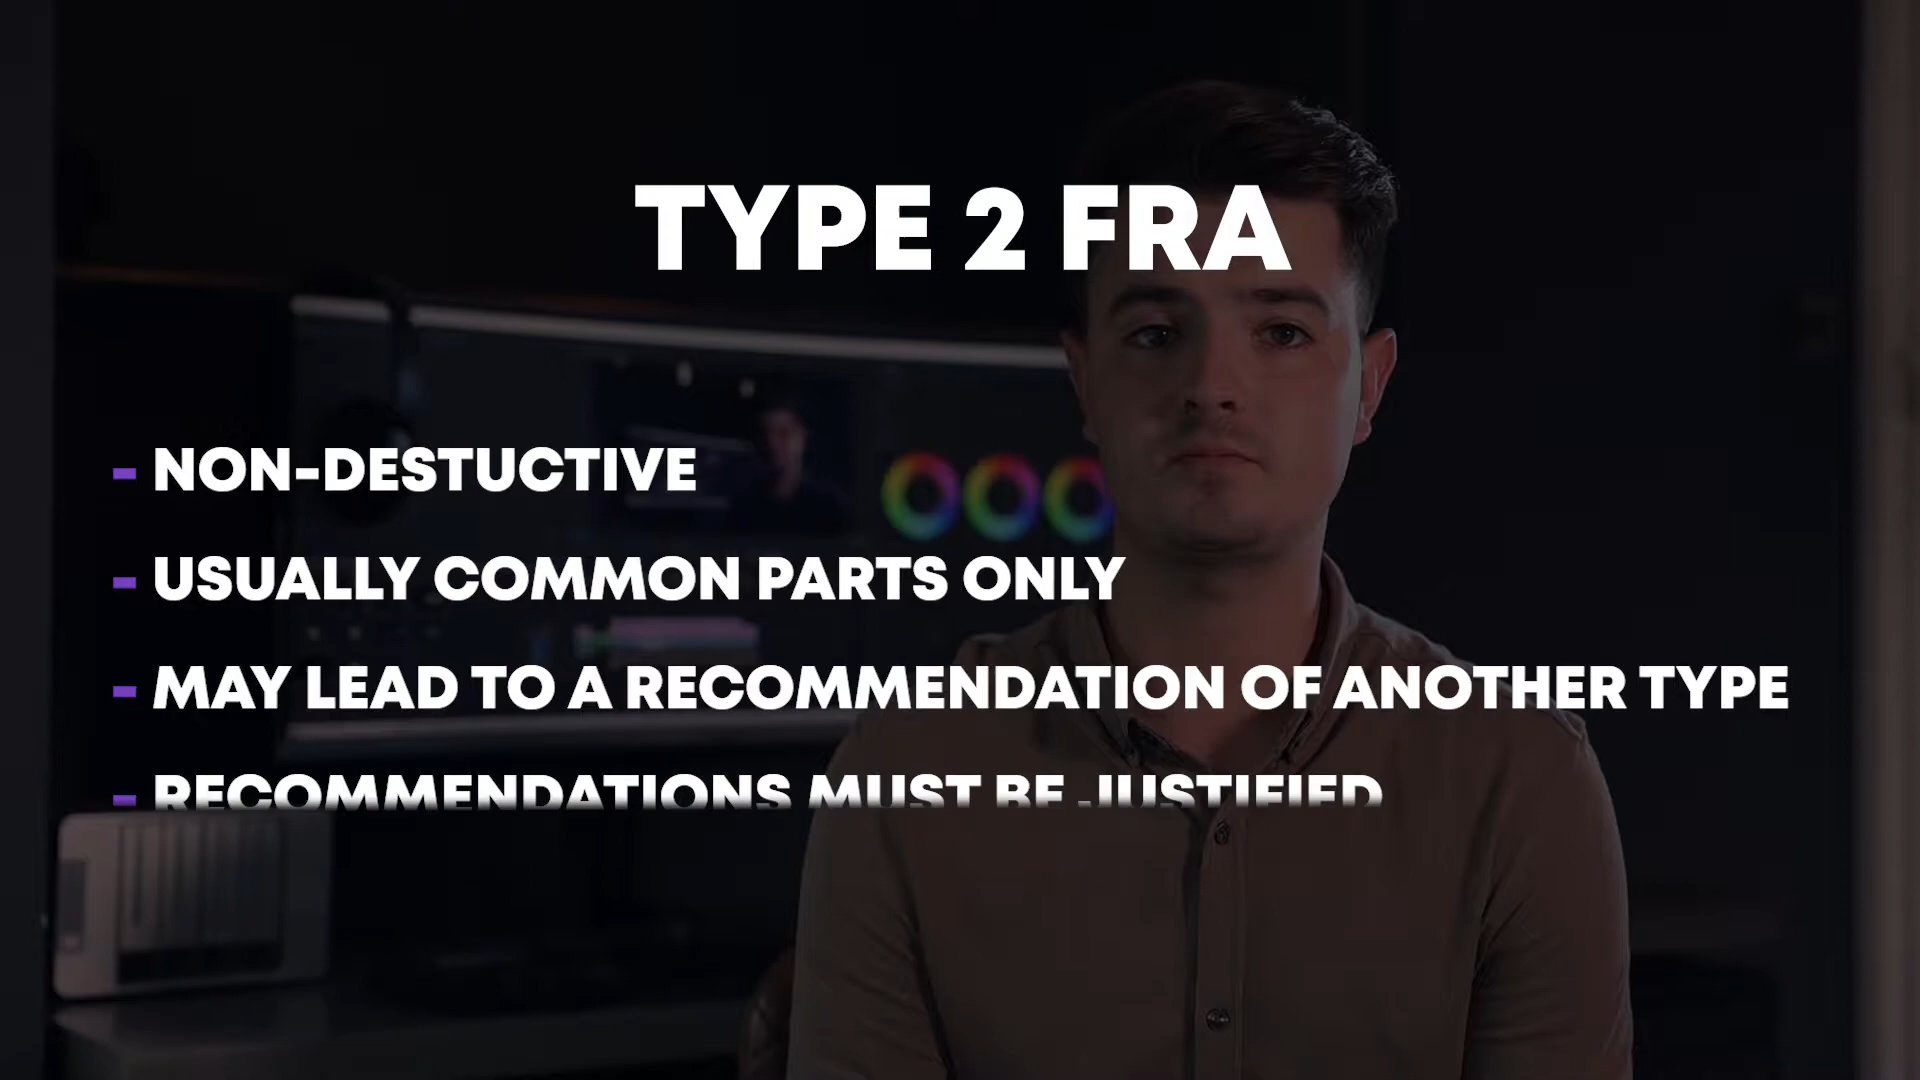 TYPE 2 FRA
- NON-DESTUCTIVE
- USUALLY COMMON PARTS ONLY
- MAY LEAD TO A RECOMMENDATION OF ANOTHER TYPE
- RECOMMENDATIONS MUST BE JUSTIFIED